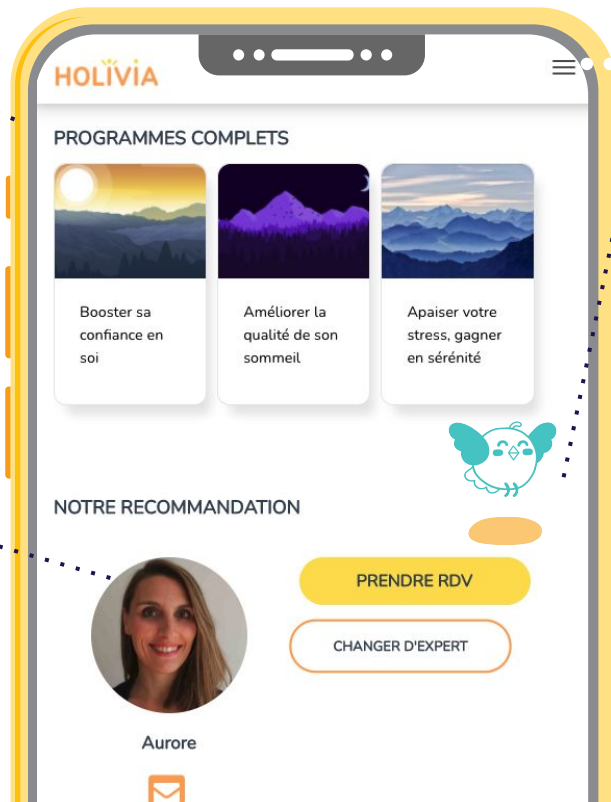 HOLIVIA
PROGRAMMES COMPLETS
Booster sa
confiance en
soi
Améliorer la
qualité de son
sommeil
Apaiser votre
stress, gagner
en sérénité
NOTRE RECOMMANDATION
PRENDRE RDV
CHANGER D'EXPERT
Aurore